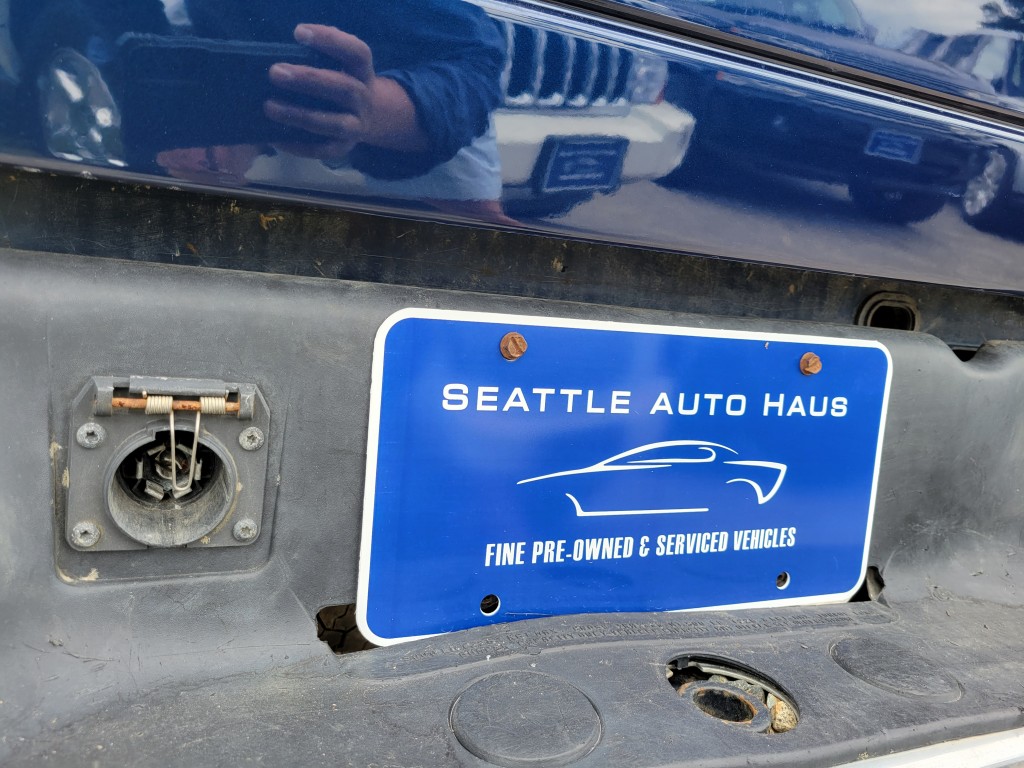 SEATTLE AUTO HAUS
FINE PRE-OWNED & SERVICED VEHICLES